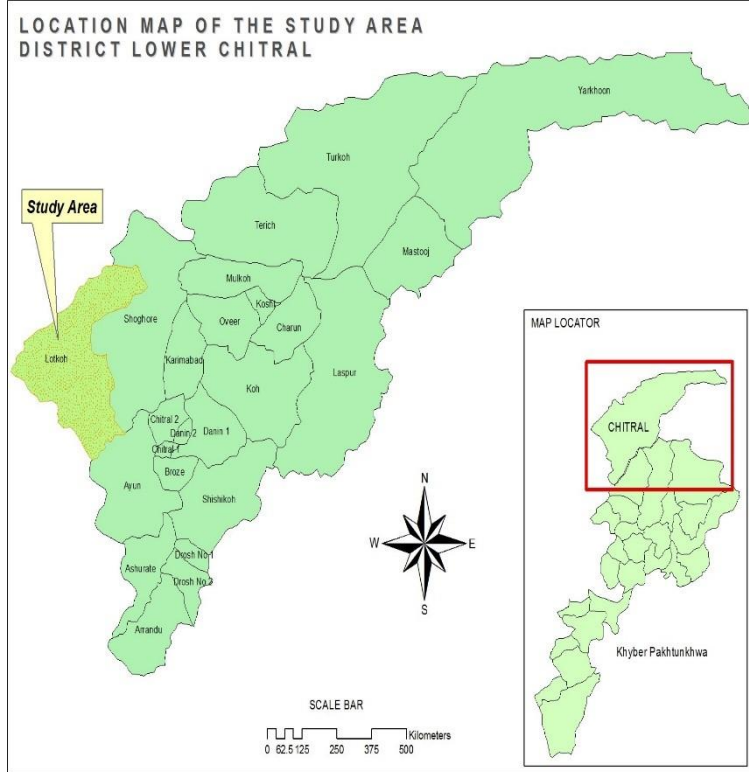 LOCATION MAP OF THE STUDY AREA
DISTRICT LOWER CHITRAL
Yarkhoon
Turkoh
Study Area
Terich
Mastooj
Mulkoh
Kosht
Shoghore
Oveer
Charun
MAP LOCATOR
Lotkoh
Karimabad
Laspur
Koh
CHITRAL
Chitral 2
Danin 2
Danin 1
Chitral 1
Broze
Ayun
Shishikoh
N
W
E
S
Drosh No 1
Ashurate
Drosh No 2
Arrandu
Khyber Pakhtunkhwa
SCALE BAR
Kilometers
0 62.5 125 250 375 500